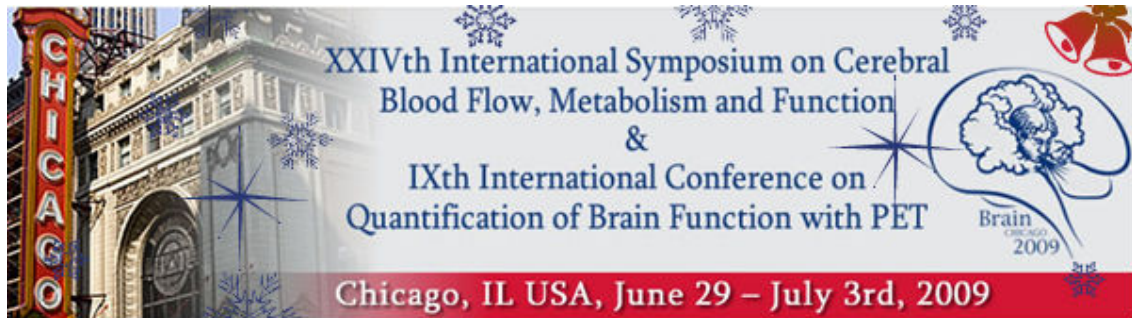 CHICAGO
XXIVth International Symposium on Cerebral
Blood Flow, Metabolism and Function
&
IXth International Conference on
Quantification of Brain Function with PET
Brain
CHICAGO
2009
Chicago, IL USA, June 29 – July 3rd, 2009